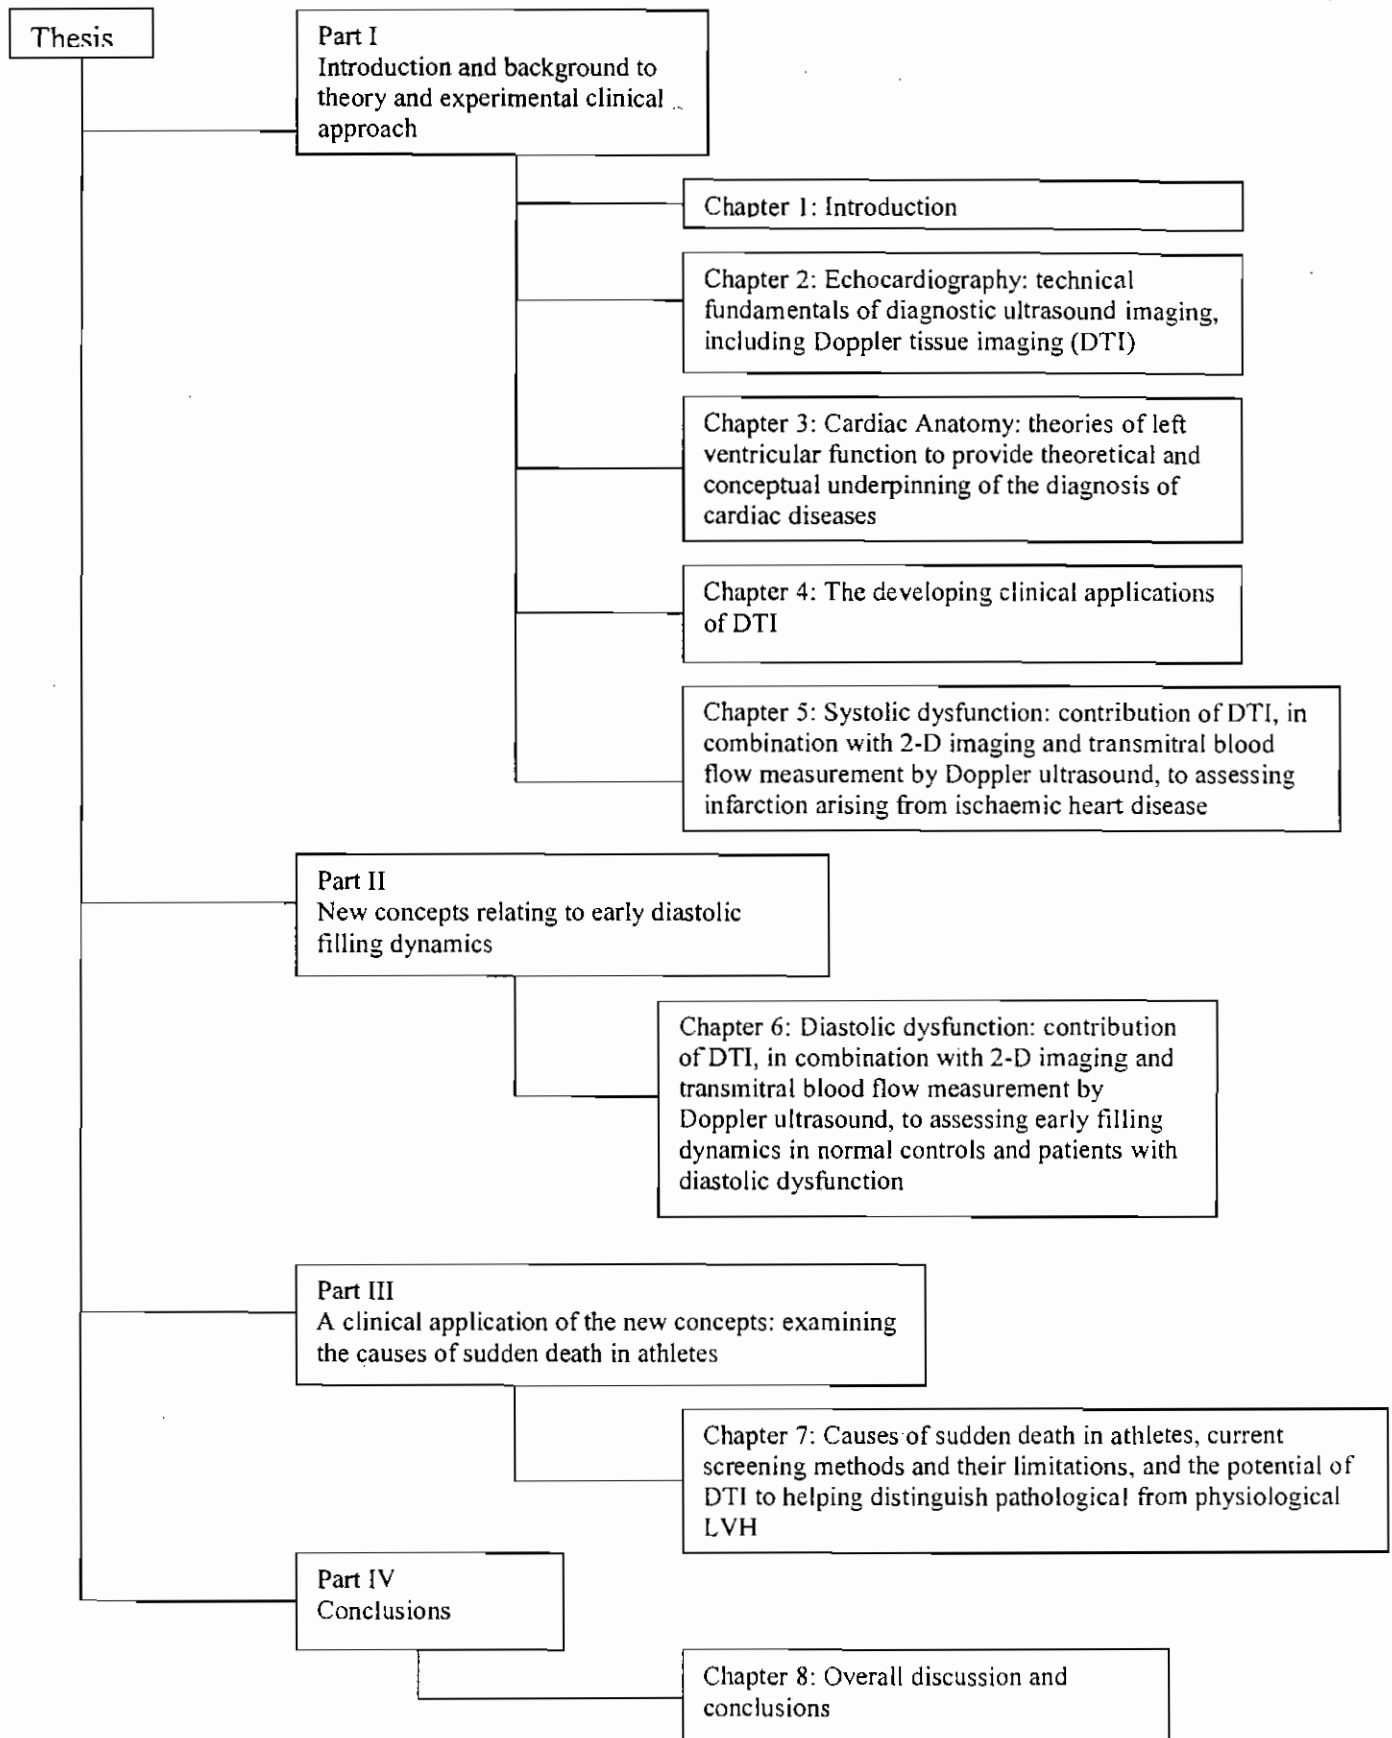 Thesis
Part I
Introduction and background to
theory and experimental clinical
approach
Chapter 1: Introduction
Chapter 2: Echocardiography: technical
fundamentals of diagnostic ultrasound imaging,
including Doppler tissue imaging (DTI)
Chapter 3: Cardiac Anatomy: theories of left
ventricular function to provide theoretical and
conceptual underpinning of the diagnosis of
cardiac diseases
Chapter 4: The developing clinical applications
of DTI
Chapter 5: Systolic dysfunction: contribution of DTI, in
combination with 2-D imaging and transmitral blood
flow measurement by Doppler ultrasound, to assessing
infarction arising from ischaemic heart disease
Part II
New concepts relating to early diastolic
filling dynamics
Chapter 6: Diastolic dysfunction: contribution
of DTI, in combination with 2-D imaging and
transmitral blood flow measurement by
Doppler ultrasound, to assessing early filling
dynamics in normal controls and patients with
diastolic dysfunction
Part III
A clinical application of the new concepts: examining
the causes of sudden death in athletes
Chapter 7: Causes of sudden death in athletes, current
screening methods and their limitations, and the potential of
DTI to helping distinguish pathological from physiological
LVH
Part IV
Conclusions
Chapter 8: Overall discussion and
conclusions